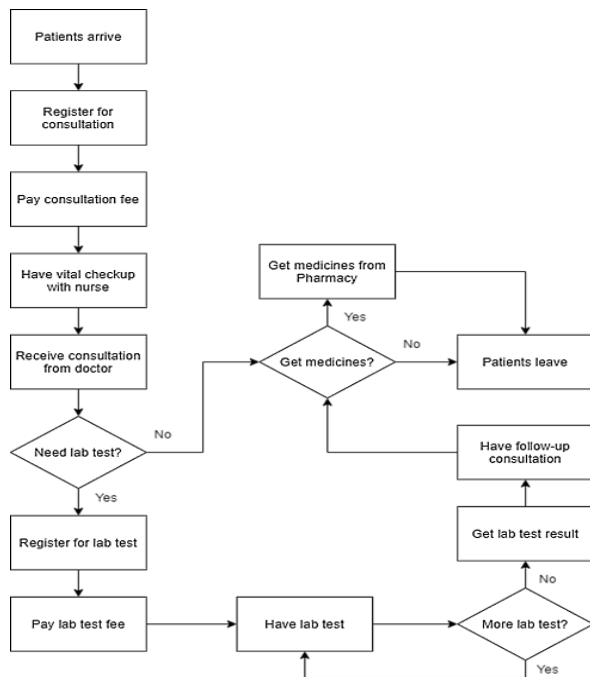 Patients arrive
Register for
consultation
Pay consultation fee
Have vital checkup
with nurse
Receive consultation
from doctor
Need lab test?
No
Yes
Register for lab test
Pay lab test fee
Have lab test
More lab test?
Yes
No
Get lab test result
Have follow-up
consultation
Get medicines?
Yes
No
Get medicines from
Pharmacy
Patients leave